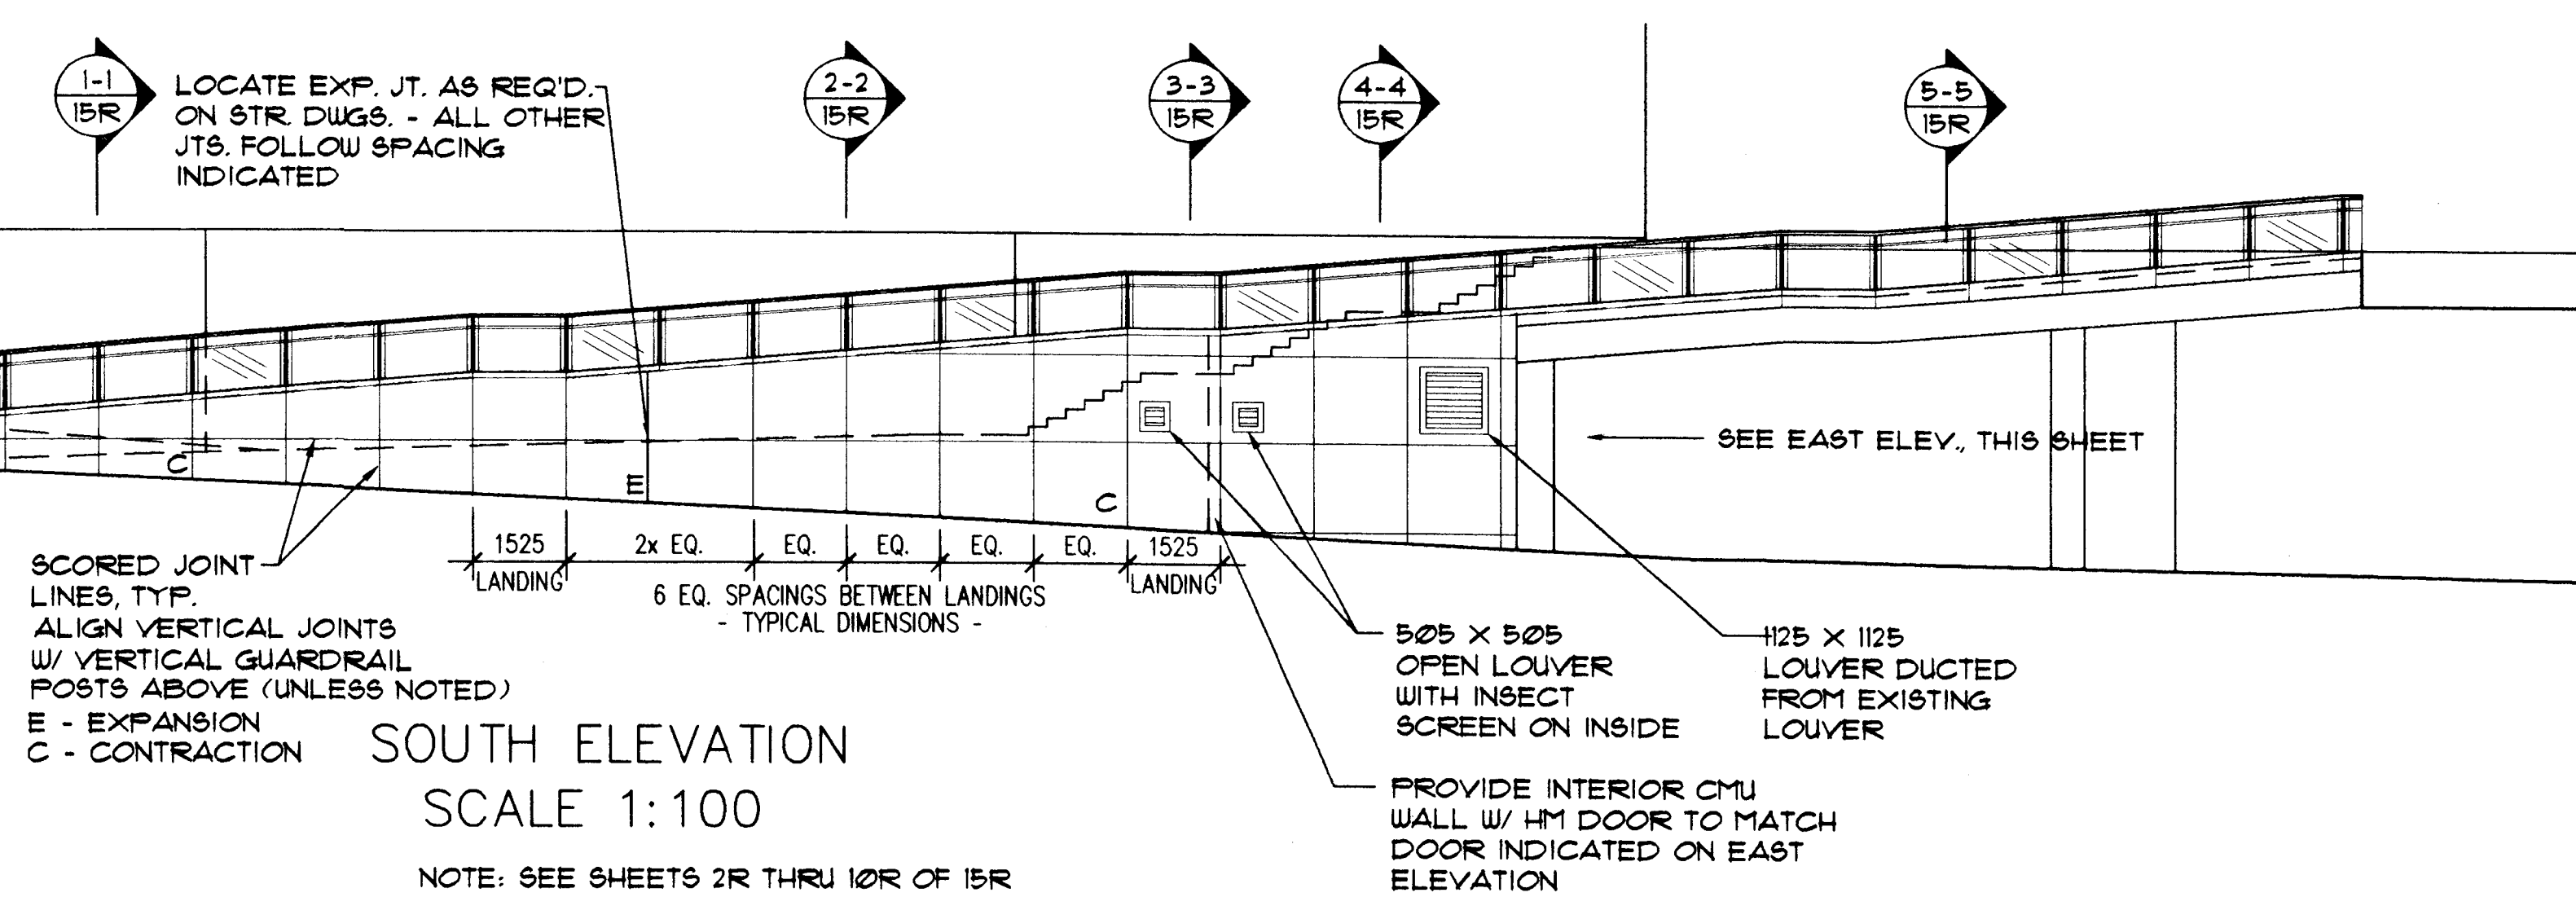 1-1
15R
LOCATE EXP. JT. AS REQ'D.
ON STR. DWGS. - ALL OTHER
JTS. FOLLOW SPACING
INDICATED
2-2
15R
3-3
15R
4-4
15R
5-5
15R
C
E
C
SEE EAST ELEV., THIS SHEET
1525
LANDING
2x EQ.
EQ.
EQ.
EQ.
EQ.
1525
LANDING
6 EQ. SPACINGS BETWEEN LANDINGS
- TYPICAL DIMENSIONS -
SCORED JOINT
LINES, TYP.
ALIGN VERTICAL JOINTS
W/ VERTICAL GUARDRAIL
POSTS ABOVE (UNLESS NOTED)
E - EXPANSION
C - CONTRACTION
505 X 505
OPEN LOUVER
WITH INSECT
SCREEN ON INSIDE
1125 X 1125
LOUVER DUCTED
FROM EXISTING
LOUVER
PROVIDE INTERIOR CMU
WALL W/ HM DOOR TO MATCH
DOOR INDICATED ON EAST
ELEVATION
SOUTH ELEVATION
SCALE 1:100
NOTE: SEE SHEETS 2R THRU 10R OF 15R